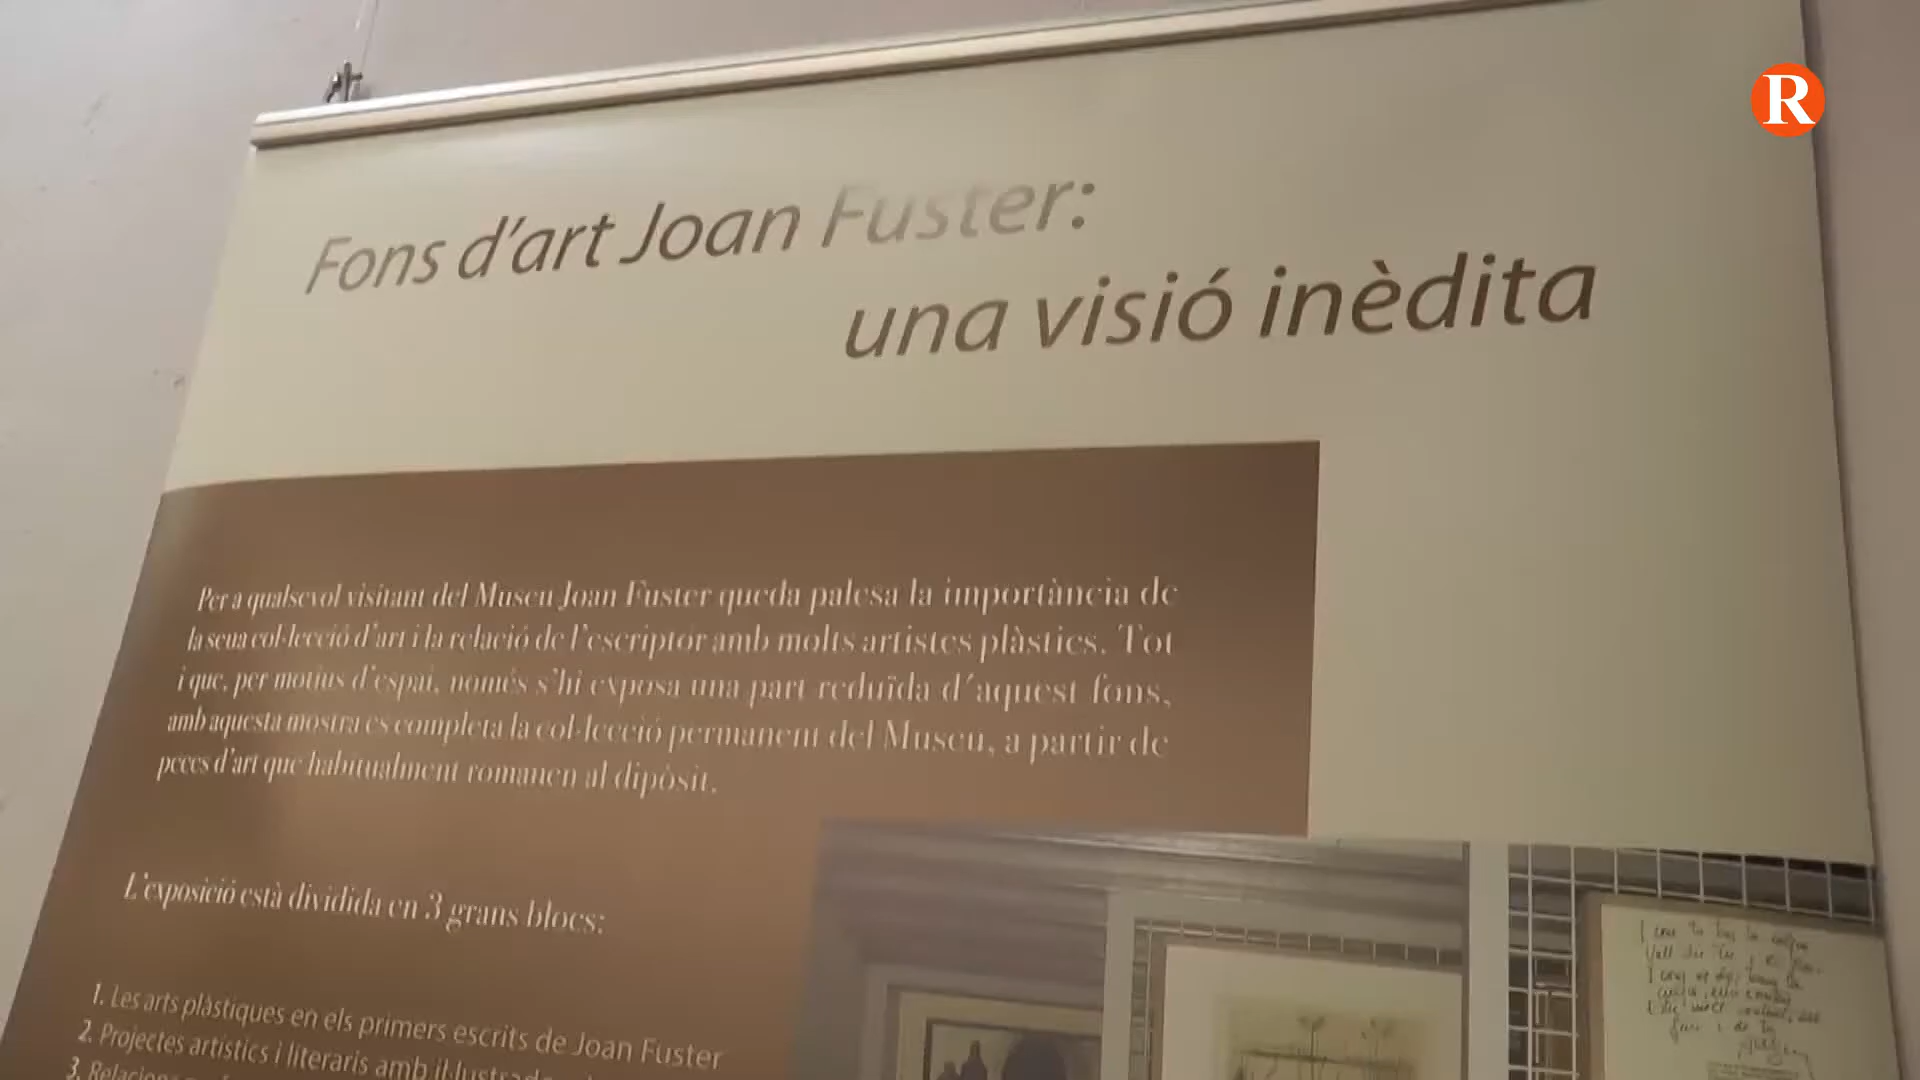 R
Fons d'art Joan Fuster:
una visió inèdita
Per a qualsevol visitant del Museu Joan Fuster queda palesa la importància de
la seua col·lecció d'art i la relació de l'escriptor amb molts artistes plàstics. Tot
i que, per motius d'espai, només s'hi exposa una part reduïda d'aquest fons,
amb aquesta mostra es completa la col·lecció permanent del Museu, a partir de
peces d'art que habitualment romanen al dipòsit.
L'exposició està dividida en 3 grans blocs:
1. Les arts plàstiques en els primers escrits de Joan Fuster
2. Projectes artístics i literaris amb
3.